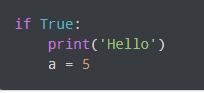 if True:
    print('Hello')
    a = 5